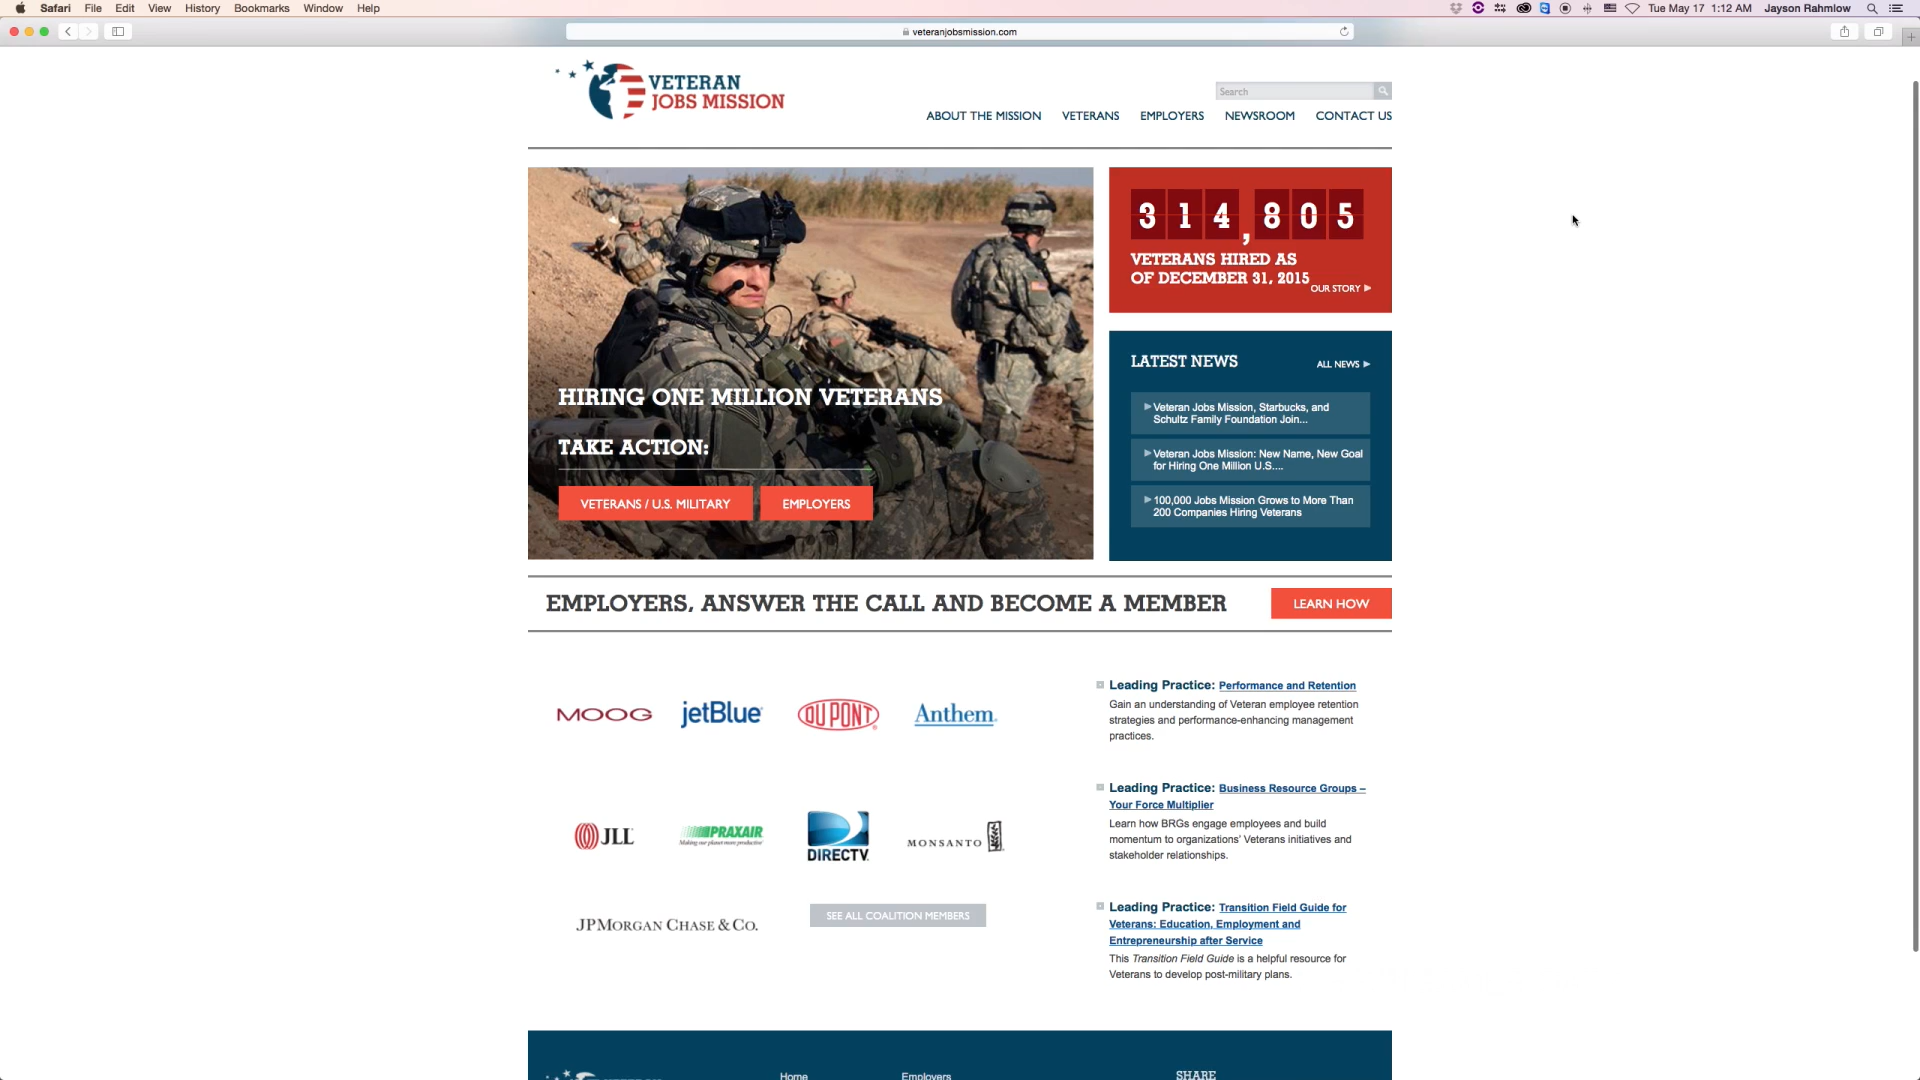 Safari File Edit View History Bookmarks Window Help
Tue May 17 1:12 AM Jayson Rahmlow
veteranjobsmission.com
VETERAN
JOBS MISSION
Search
ABOUT THE MISSION VETERANS EMPLOYERS NEWSROOM CONTACT US
314,805
VETERANS HIRED AS
OF DECEMBER 31, 2015
OUR STORY
HIRING ONE MILLION VETERANS
TAKE ACTION:
VETERANS / U.S. MILITARY EMPLOYERS
LATEST NEWS ALL NEWS
Veteran Jobs Mission, Starbucks, and
Schultz Family Foundation Join...
Veteran Jobs Mission: New Name, New Goal
for Hiring One Million U.S....
100,000 Jobs Mission Grows to More Than
200 Companies Hiring Veterans
EMPLOYERS, ANSWER THE CALL AND BECOME A MEMBER LEARN HOW
MOOG jetBlue DUPONT Anthem
JLL PRAXAIR DIRECTV MONSANTO
Making our planet more productive
JPMORGAN CHASE & CO.
SEE ALL COALITION MEMBERS
Leading Practice: Performance and Retention
Gain an understanding of Veteran employee retention
strategies and performance-enhancing management
practices.
Leading Practice: Business Resource Groups –
Your Force Multiplier
Learn how BRGs engage employees and build
momentum to organizations' Veterans initiatives and
stakeholder relationships.
Leading Practice: Transition Field Guide for
Veterans: Education, Employment and
Entrepreneurship after Service
This Transition Field Guide is a helpful resource for
Veterans to develop post-military plans.
Home Employers SHARE